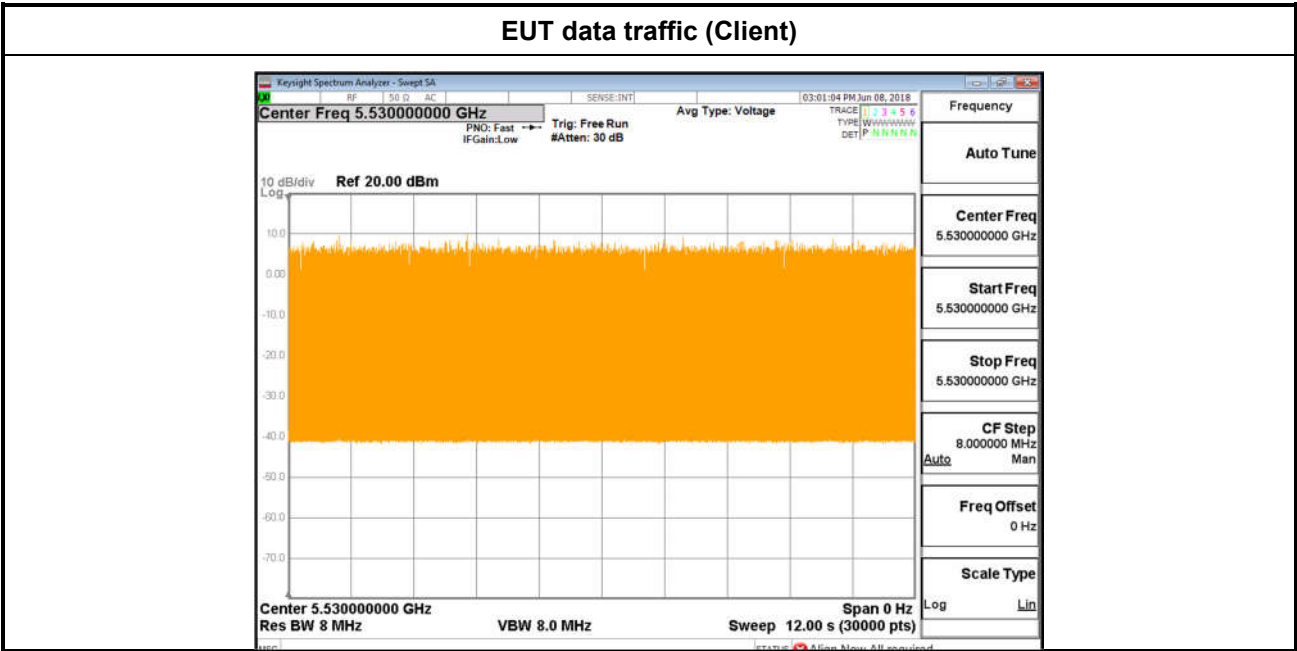 EUT data traffic (Client)
Keysight Spectrum Analyzer - Swept SA
RF 50 Ω AC SENSE:INT 03:01:04 PM Jun 08, 2018
Center Freq 5.530000000 GHz Avg Type: Voltage TRACE 1 2 3 4 5 6
PNO: Fast Trig: Free Run TYPE WWWWWW
IFGain:Low #Atten: 30 dB DET P N N N N N
10 dB/div Ref 20.00 dBm
Log
10.0
0.00
-10.0
-20.0
-30.0
-40.0
-50.0
-60.0
-70.0
Center 5.530000000 GHz Span 0 Hz
Res BW 8 MHz VBW 8.0 MHz Sweep 12.00 s (30000 pts)
MSG STATUS Align Now All required
Frequency
Auto Tune
Center Freq
5.530000000 GHz
Start Freq
5.530000000 GHz
Stop Freq
5.530000000 GHz
CF Step
8.000000 MHz
Auto Man
Freq Offset
0 Hz
Scale Type
Log Lin